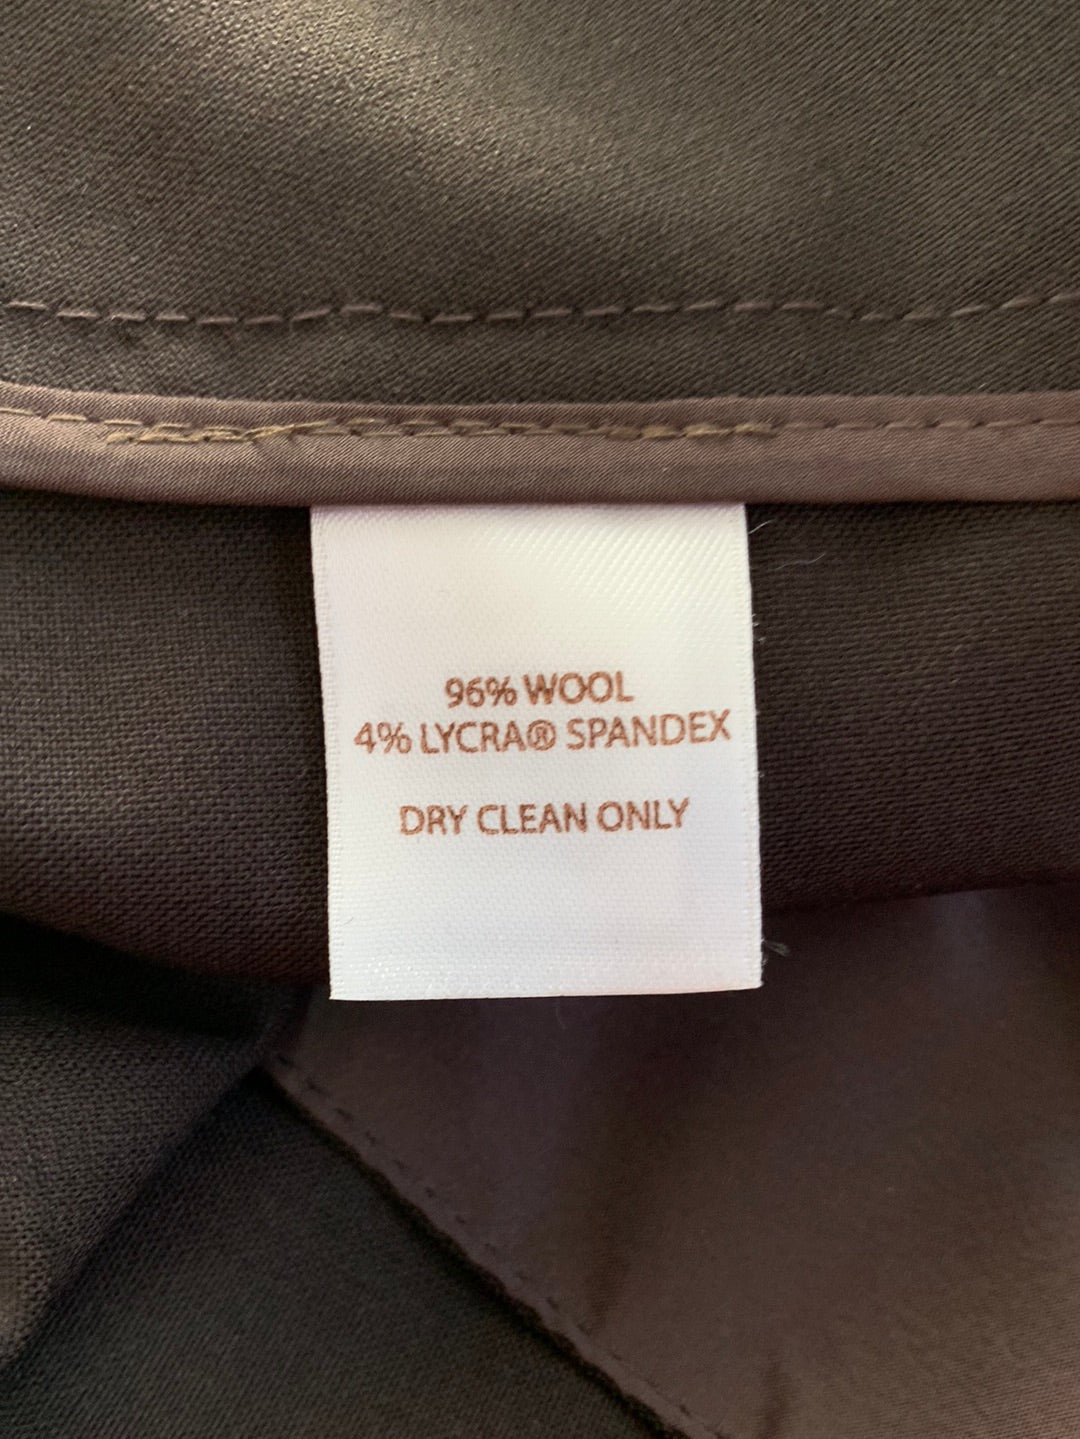 96% WOOL
4% LYCRA® SPANDEX
DRY CLEAN ONLY